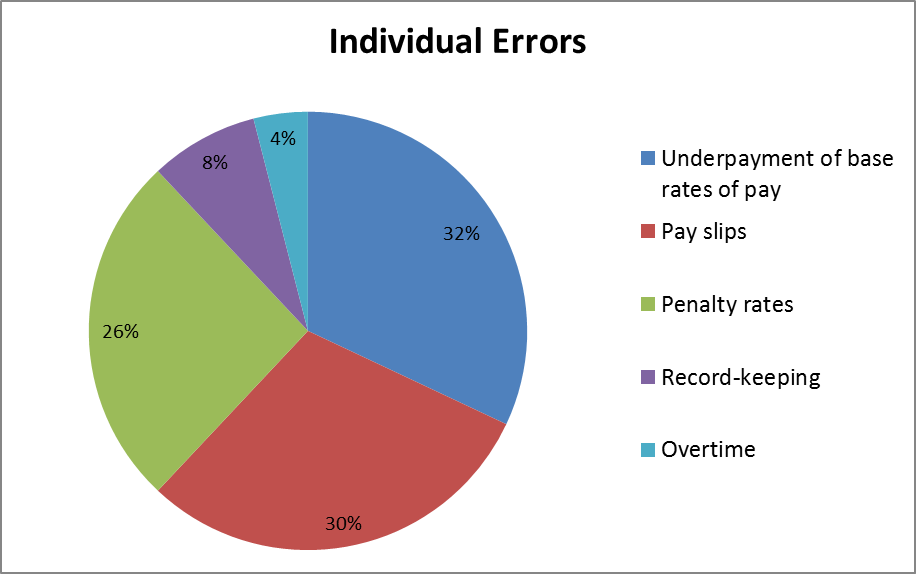 Individual Errors
4%
8%
32%
26%
30%
Underpayment of base
rates of pay
Pay slips
Penalty rates
Record-keeping
Overtime